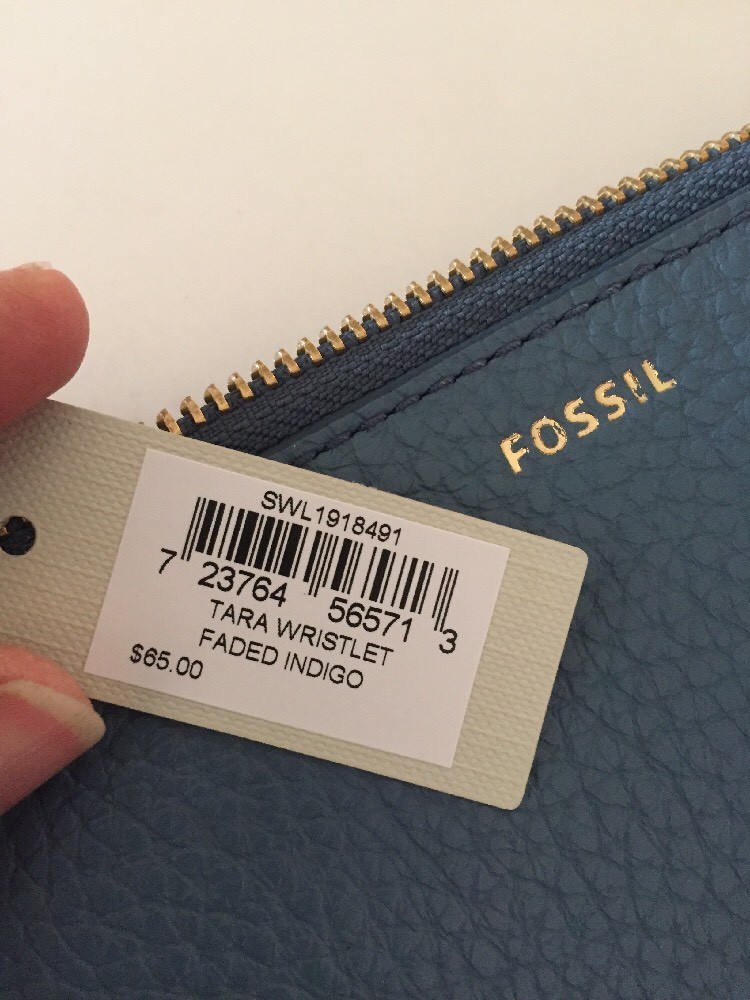 FOSSIL
SWL1918491
7 23764 56571 3
TARA WRISTLET
FADED INDIGO
$65.00